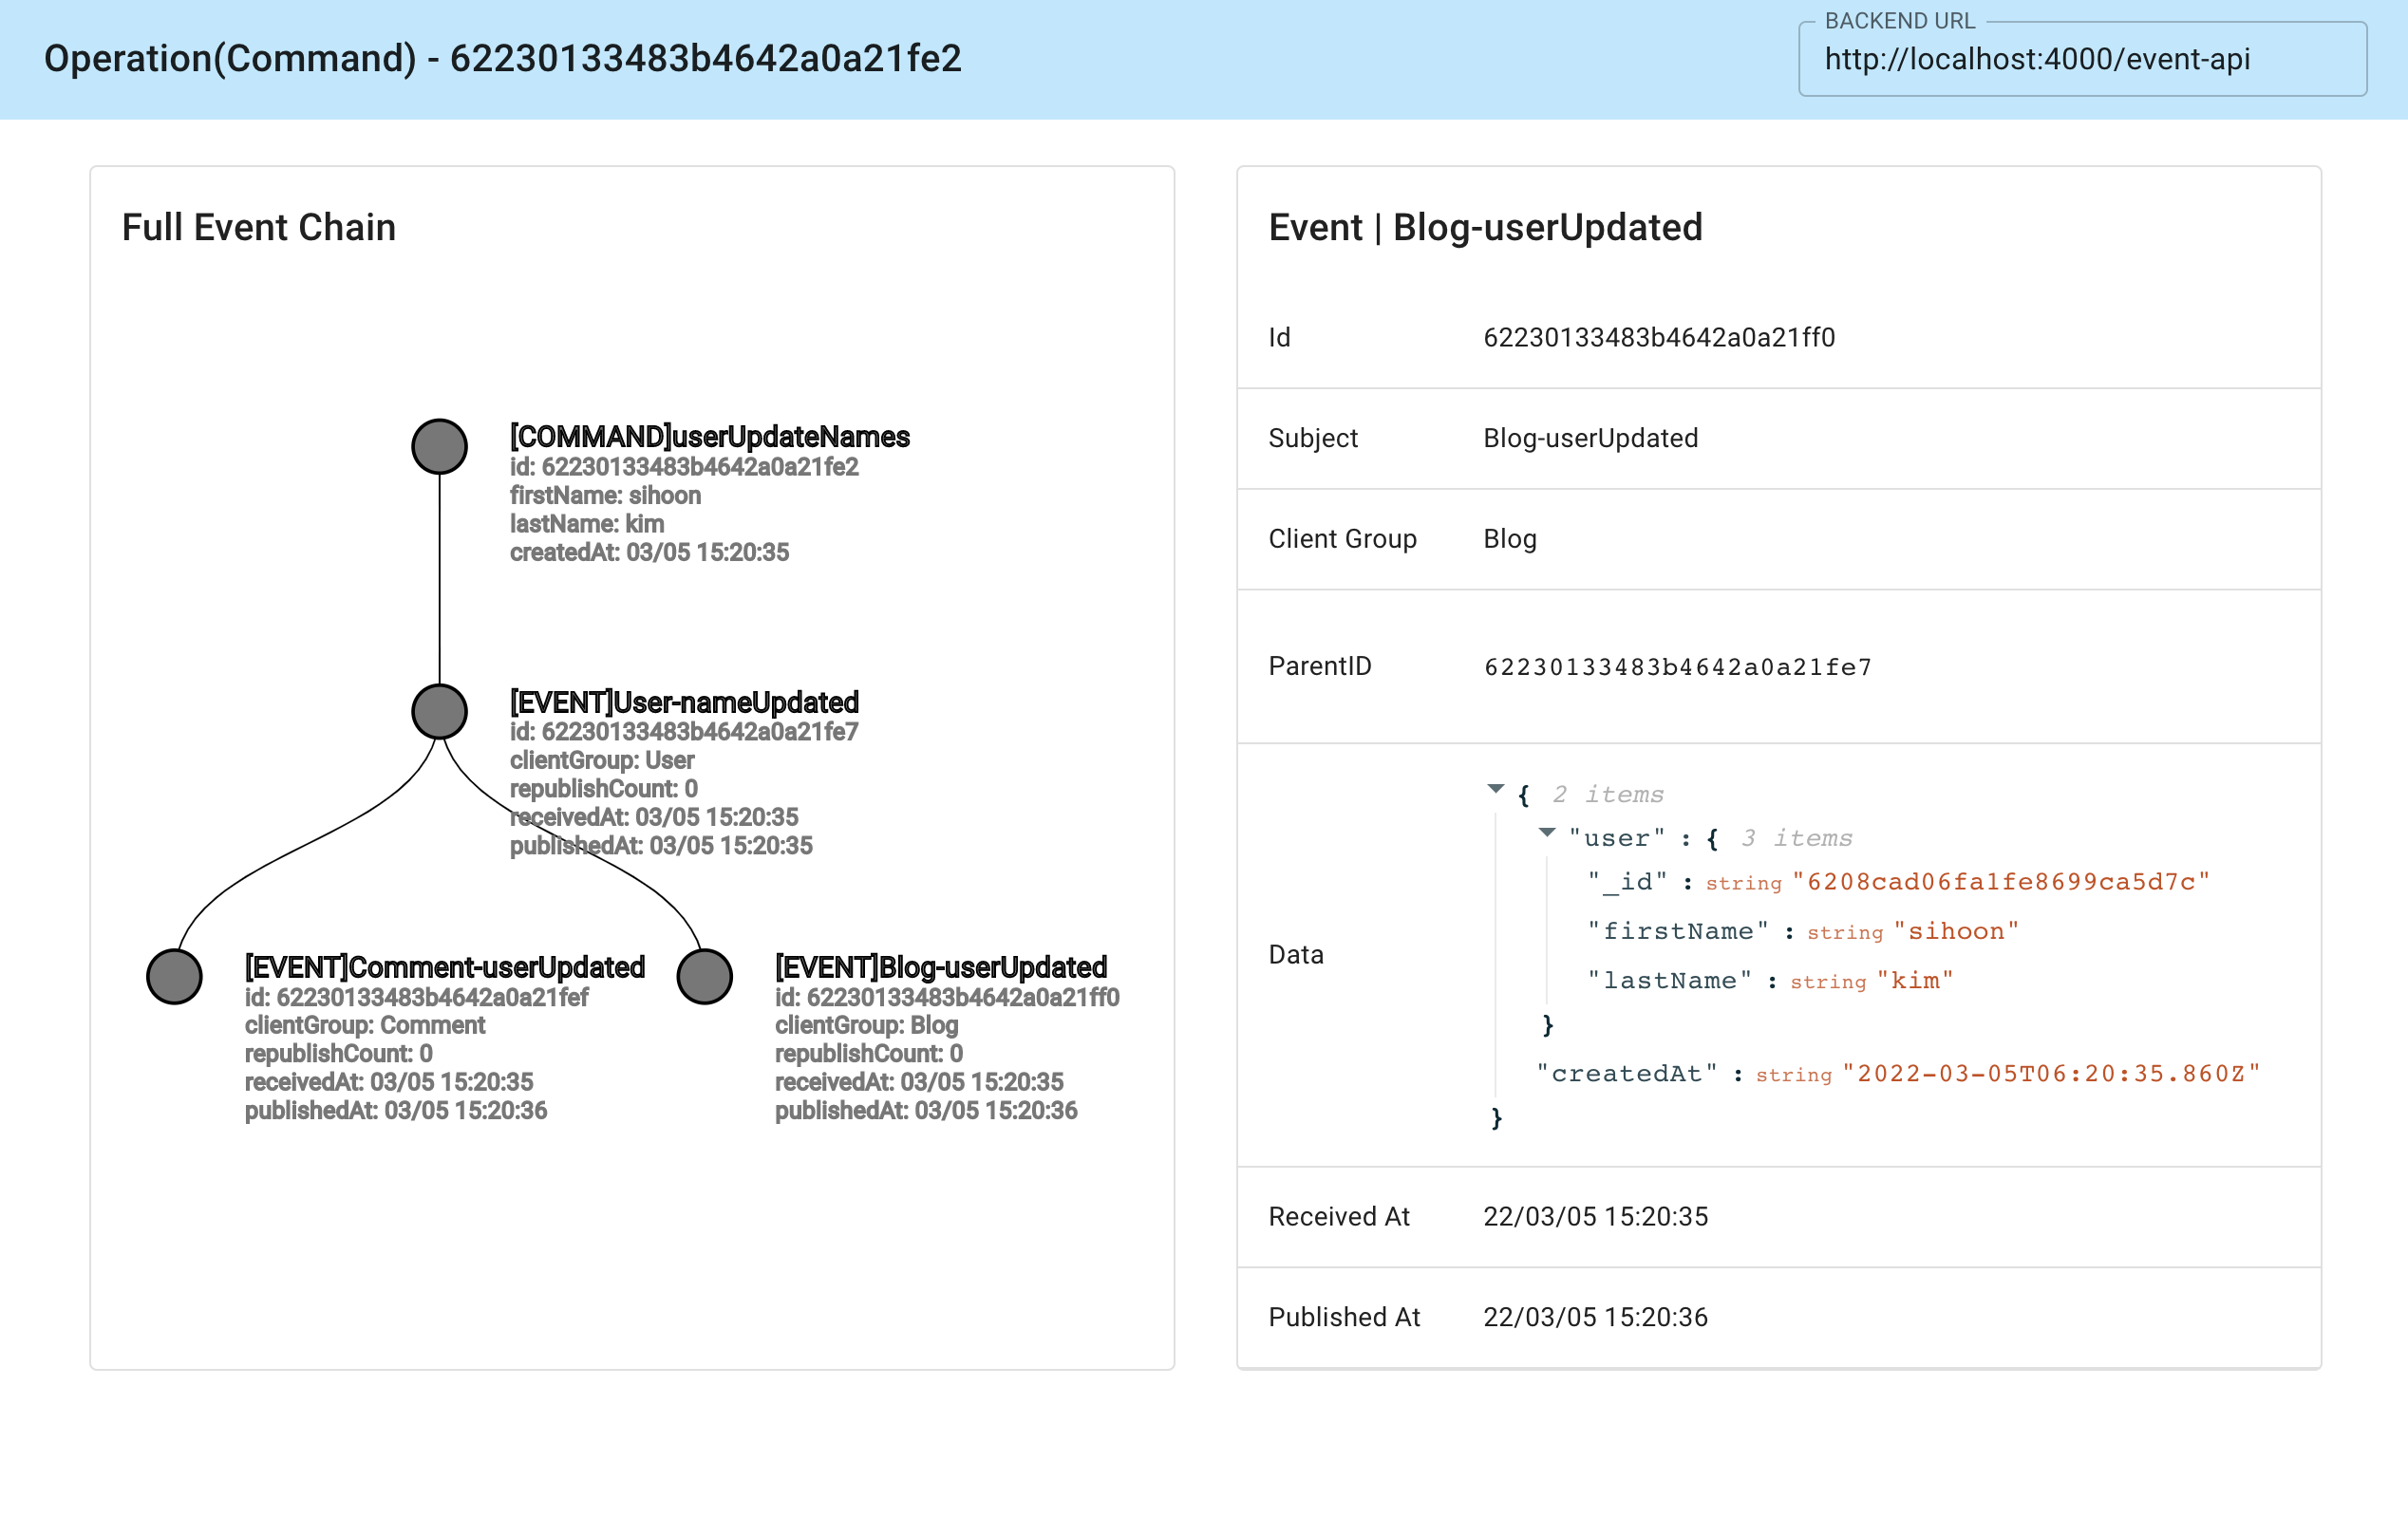 Operation(Command) - 62230133483b4642a0a21fe2
BACKEND URL
http://localhost:4000/event-api
Full Event Chain
[COMMAND]userUpdateNames
id: 62230133483b4642a0a21fe2
firstName: sihoon
lastName: kim
createdAt: 03/05 15:20:35
[EVENT]User-nameUpdated
id: 62230133483b4642a0a21fe7
clientGroup: User
republishCount: 0
receivedAt: 03/05 15:20:35
publishedAt: 03/05 15:20:35
[EVENT]Comment-userUpdated
id: 62230133483b4642a0a21fef
clientGroup: Comment
republishCount: 0
receivedAt: 03/05 15:20:35
publishedAt: 03/05 15:20:36
[EVENT]Blog-userUpdated
id: 62230133483b4642a0a21ff0
clientGroup: Blog
republishCount: 0
receivedAt: 03/05 15:20:35
publishedAt: 03/05 15:20:36
Event | Blog-userUpdated
Id 62230133483b4642a0a21ff0
Subject Blog-userUpdated
Client Group Blog
ParentID 62230133483b4642a0a21fe7
Data
{ 2 items
"user" : { 3 items
"_id" : string "6208cad06fa1fe8699ca5d7c"
"firstName" : string "sihoon"
"lastName" : string "kim"
}
"createdAt" : string "2022-03-05T06:20:35.860Z"
}
Received At 22/03/05 15:20:35
Published At 22/03/05 15:20:36